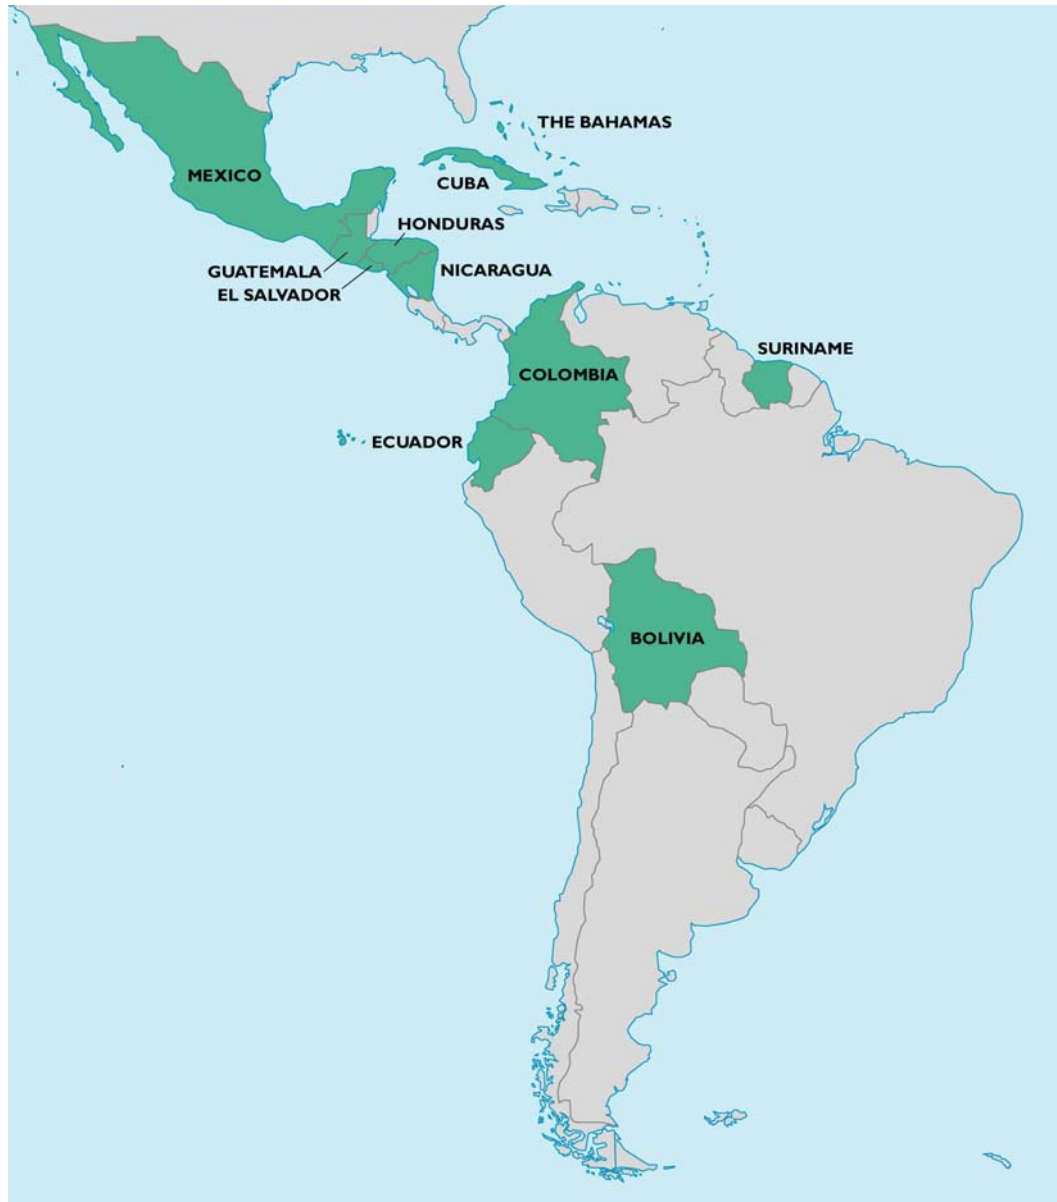 THE BAHAMAS
MEXICO
CUBA
HONDURAS
GUATEMALA
NICARAGUA
EL SALVADOR
SURINAME
COLOMBIA
ECUADOR
BOLIVIA